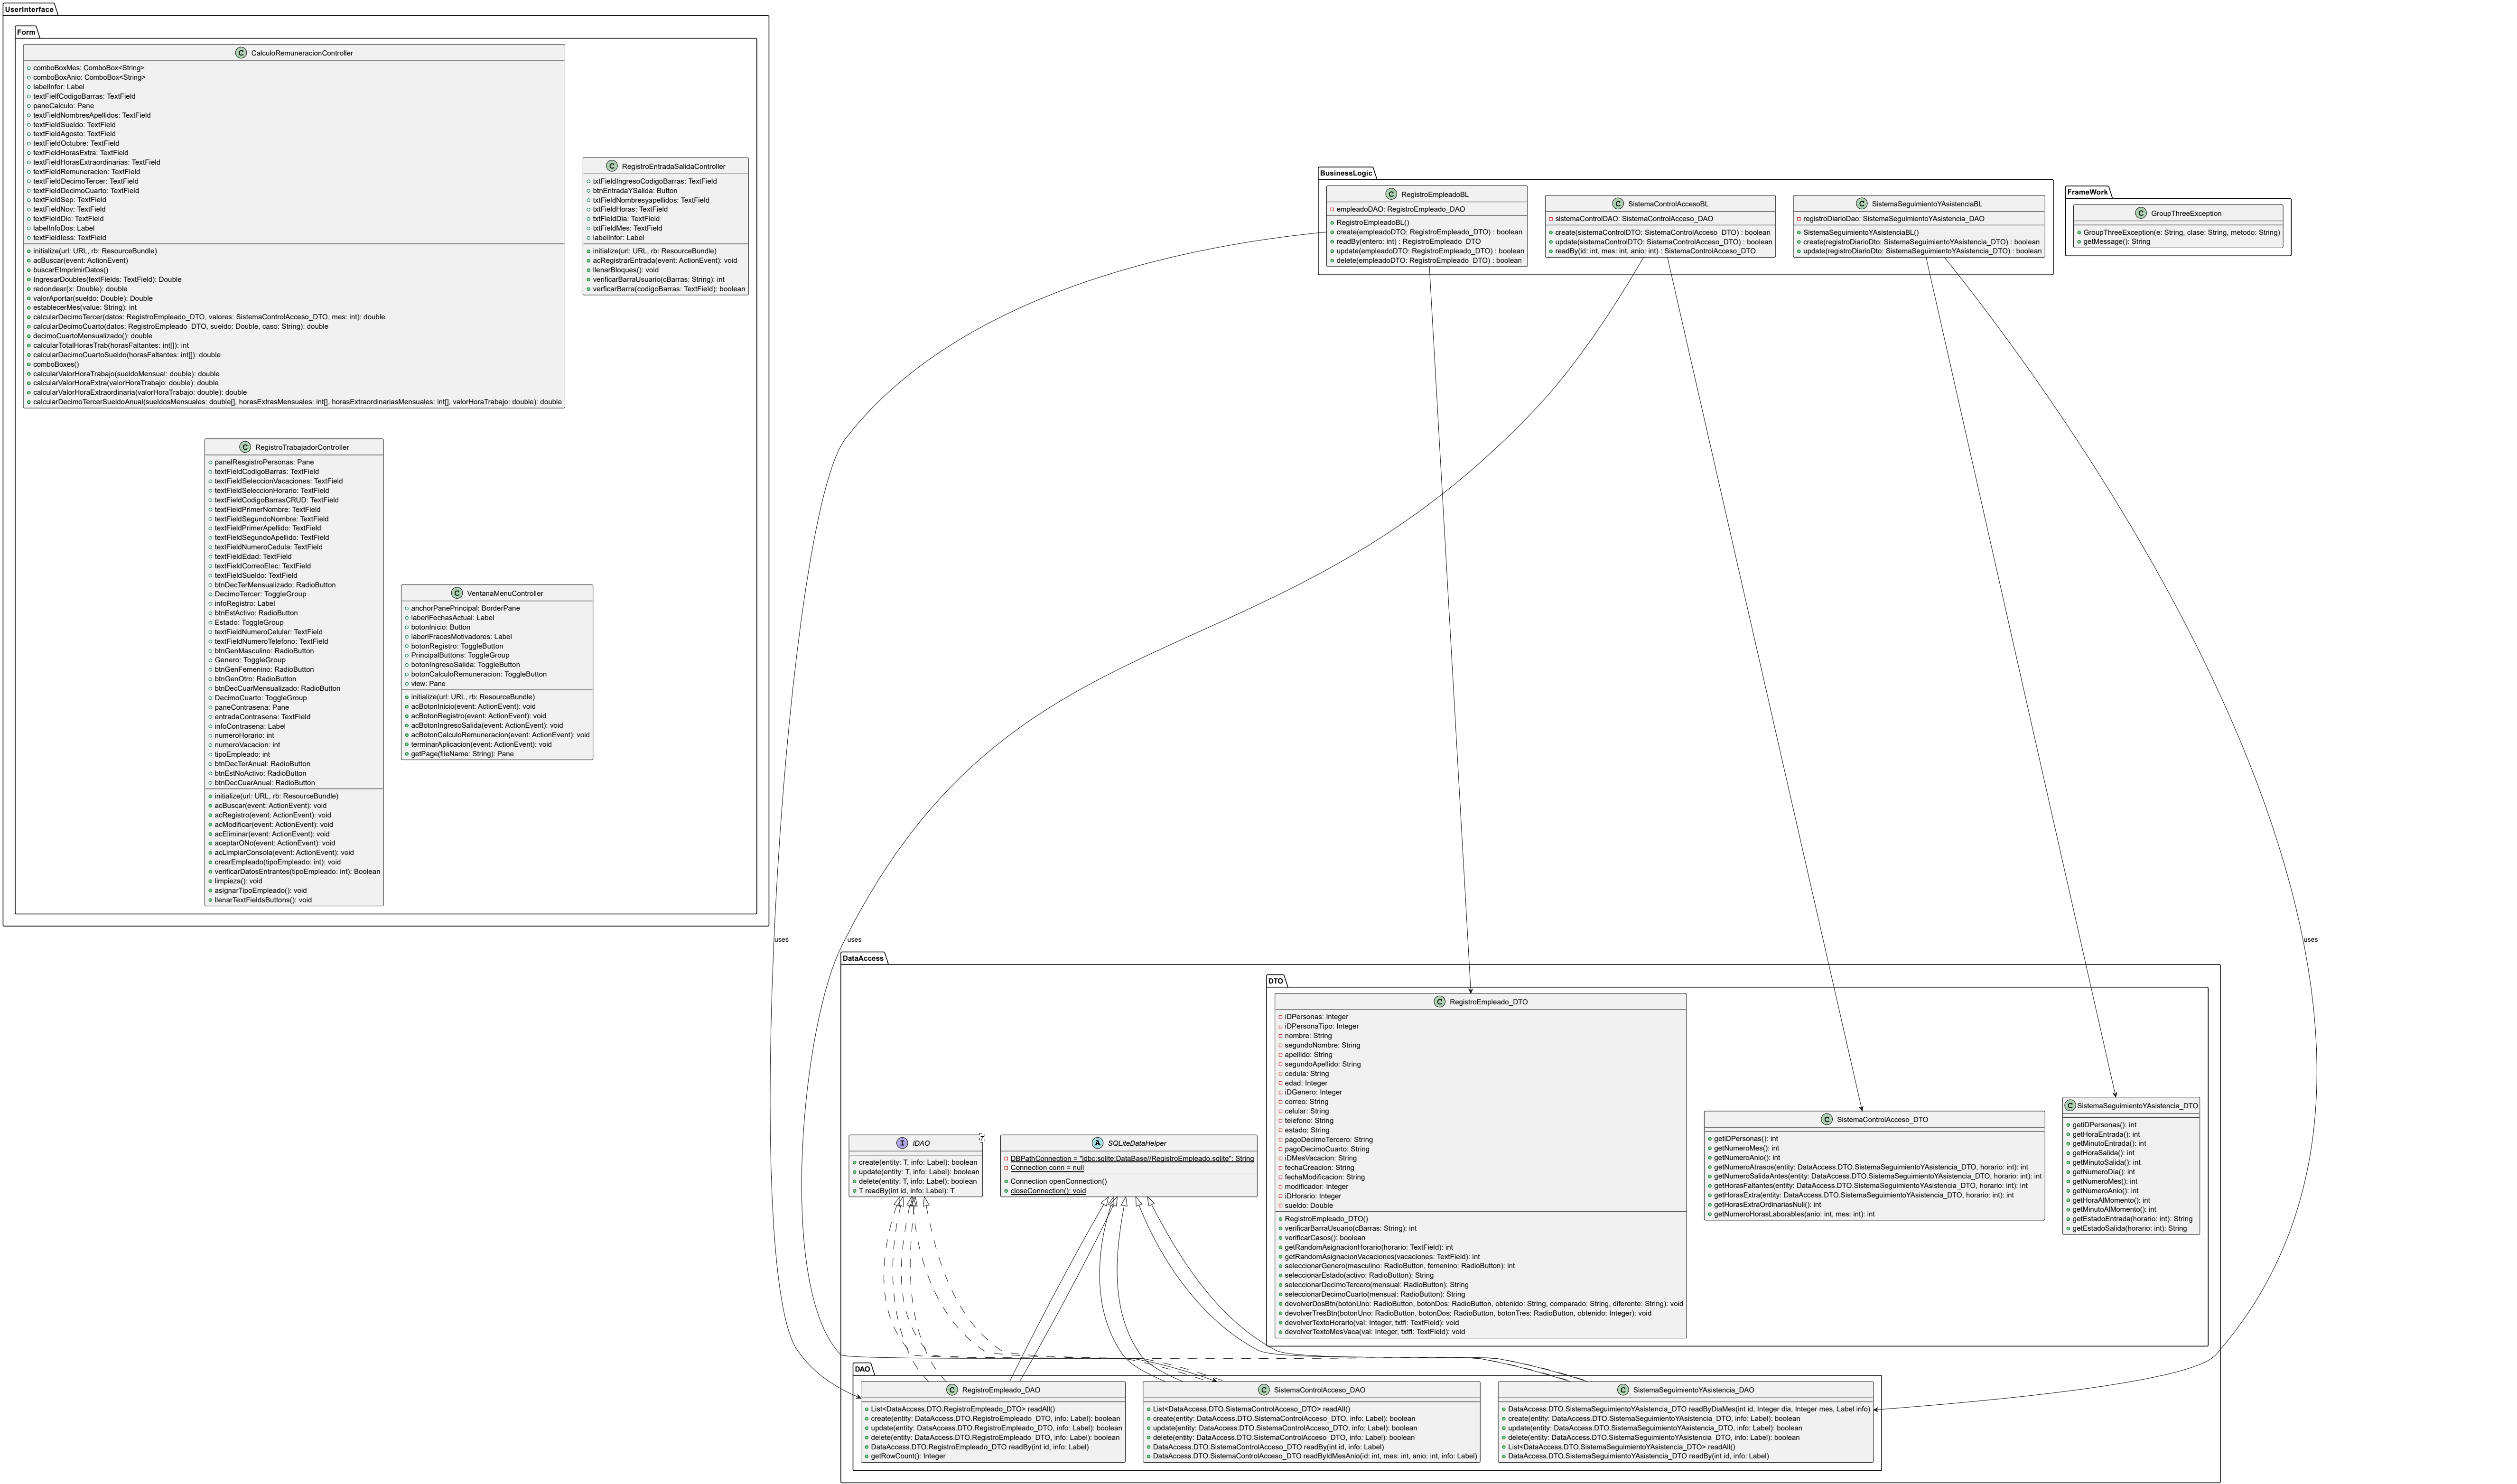 UserInterface
Form
CalculoRemuneracionController
comboBoxMes: ComboBox<String>
comboBoxAnio: ComboBox<String>
labelInfor: Label
textFielfCodigoBarras: TextField
paneCalculo: Pane
textFieldNombresApellidos: TextField
textFieldSueldo: TextField
textFieldAgosto: TextField
textFieldOctubre: TextField
textFieldHorasExtra: TextField
textFieldHorasExtraordinarias: TextField
textFieldRemuneracion: TextField
textFieldDecimoTercer: TextField
textFieldDecimoCuarto: TextField
textFieldSep: TextField
textFieldNov: TextField
textFieldDic: TextField
labelInfoDos: Label
textFieldIess: TextField
initialize(url: URL, rb: ResourceBundle)
acBuscar(event: ActionEvent)
buscarEImprimirDatos()
IngresarDoubles(textFields: TextField): Double
redondear(x: Double): double
valorAportar(sueldo: Double): Double
establecerMes(value: String): int
calcularDecimoTercer(datos: RegistroEmpleado_DTO, valores: SistemaControlAcceso_DTO, mes: int): double
calcularDecimoCuarto(datos: RegistroEmpleado_DTO, sueldo: Double, caso: String): double
decimoCuartoMensualizado(): double
calcularTotalHorasTrab(horasFaltantes: int[]): int
calcularDecimoCuartoSueldo(horasFaltantes: int[]): double
comboBoxes()
calcularValorHoraTrabajo(sueldoMensual: double): double
calcularValorHoraExtra(valorHoraTrabajo: double): double
calcularValorHoraExtraordinaria(valorHoraTrabajo: double): double
calcularDecimoTercerSueldoAnual(sueldosMensuales: double[], horasExtrasMensuales: int[], horasExtraordinariasMensuales: int[], valorHoraTrabajo: double): double
RegistroEntradaSalidaController
txtFieldIngresoCodigoBarras: TextField
btnEntradaYSalida: Button
txtFieldNombresyapellidos: TextField
txtFieldHoras: TextField
txtFieldDia: TextField
txtFieldMes: TextField
labelInfor: Label
initialize(url: URL, rb: ResourceBundle)
acRegistrarEntrada(event: ActionEvent): void
llenarBloques(): void
verificarBarraUsuario(cBarras: String): int
verficarBarra(codigoBarras: TextField): boolean
RegistroTrabajadorController
panelResgistroPersonas: Pane
textFieldCodigoBarras: TextField
textFieldSeleccionVacaciones: TextField
textFieldSeleccionHorario: TextField
textFieldCodigoBarrasCRUD: TextField
textFieldPrimerNombre: TextField
textFieldSegundoNombre: TextField
textFieldPrimerApellido: TextField
textFieldSegundoApellido: TextField
textFieldNumeroCedula: TextField
textFieldEdad: TextField
textFieldCorreoElec: TextField
textFieldSueldo: TextField
btnDecTerMensualizado: RadioButton
DecimoTercer: ToggleGroup
infoRegistro: Label
btnEstActivo: RadioButton
Estado: ToggleGroup
textFieldNumeroCelular: TextField
textFieldNumeroTelefono: TextField
btnGenMasculino: RadioButton
Genero: ToggleGroup
btnGenFemenino: RadioButton
btnGenOtro: RadioButton
btnDecCuarMensualizado: RadioButton
DecimoCuarto: ToggleGroup
paneContrasena: Pane
entradaContrasena: TextField
infoContrasena: Label
numeroHorario: int
numeroVacacion: int
tipoEmpleado: int
btnDecTerAnual: RadioButton
btnEstNoActivo: RadioButton
btnDecCuarAnual: RadioButton
initialize(url: URL, rb: ResourceBundle)
acBuscar(event: ActionEvent): void
acRegistro(event: ActionEvent): void
acModificar(event: ActionEvent): void
acEliminar(event: ActionEvent): void
aceptarONo(event: ActionEvent): void
acLimpiarConsola(event: ActionEvent): void
crearEmpleado(tipoEmpleado: int): void
verificarDatosEntrantes(tipoEmpleado: int): Boolean
limpieza(): void
asignarTipoEmpleado(): void
llenarTextFieldsButtons(): void
VentanaMenuController
anchorPanePrincipal: BorderPane
laberlFechasActual: Label
botonInicio: Button
laberlFracesMotivadores: Label
botonRegistro: ToggleButton
PrincipalButtons: ToggleGroup
botonIngresoSalida: ToggleButton
botonCalculoRemuneracion: ToggleButton
view: Pane
initialize(url: URL, rb: ResourceBundle)
acBotonInicio(event: ActionEvent): void
acBotonRegistro(event: ActionEvent): void
acBotonIngresoSalida(event: ActionEvent): void
acBotonCalculoRemuneracion(event: ActionEvent): void
terminarAplicacion(event: ActionEvent): void
getPage(fileName: String): Pane
BusinessLogic
RegistroEmpleadoBL
empleadoDAO: RegistroEmpleado_DAO
RegistroEmpleadoBL()
create(empleadoDTO: RegistroEmpleado_DTO) : boolean
readBy(entero: int) : RegistroEmpleado_DTO
update(empleadoDTO: RegistroEmpleado_DTO) : boolean
delete(empleadoDTO: RegistroEmpleado_DTO) : boolean
SistemaControlAccesoBL
sistemaControlDAO: SistemaControlAcceso_DAO
create(sistemaControlDTO: SistemaControlAcceso_DTO) : boolean
update(sistemaControlDTO: SistemaControlAcceso_DTO) : boolean
readBy(id: int, mes: int, anio: int) : SistemaControlAcceso_DTO
SistemaSeguimientoYAsistenciaBL
registroDiarioDao: SistemaSeguimientoYAsistencia_DAO
SistemaSeguimientoYAsistenciaBL()
create(registroDiarioDto: SistemaSeguimientoYAsistencia_DTO) : boolean
update(registroDiarioDto: SistemaSeguimientoYAsistencia_DTO) : boolean
FrameWork
GroupThreeException
GroupThreeException(e: String, clase: String, metodo: String)
getMessage(): String
uses
uses
uses
DataAccess
DTO
RegistroEmpleado_DTO
iDPersonas: Integer
iDPersonaTipo: Integer
nombre: String
segundoNombre: String
apellido: String
segundoApellido: String
cedula: String
edad: Integer
iDGenero: Integer
correo: String
celular: String
telefono: String
estado: String
pagoDecimoTercero: String
pagoDecimoCuarto: String
iDMesVacacion: String
fechaCreacion: String
fechaModificacion: String
modificador: Integer
iDHorario: Integer
sueldo: Double
RegistroEmpleado_DTO()
verificarBarraUsuario(cBarras: String): int
verificarCasos(): boolean
getRandomAsignacionHorario(horario: TextField): int
getRandomAsignacionVacaciones(vacaciones: TextField): int
seleccionarGenero(masculino: RadioButton, femenino: RadioButton): int
seleccionarEstado(activo: RadioButton): String
seleccionarDecimoTercero(mensual: RadioButton): String
seleccionarDecimoCuarto(mensual: RadioButton): String
devolverDosBtn(botonUno: RadioButton, botonDos: RadioButton, obtenido: String, comparado: String, diferente: String): void
devolverTresBtn(botonUno: RadioButton, botonDos: RadioButton, botonTres: RadioButton, obtenido: Integer): void
devolverTextoHorario(val: Integer, txtfl: TextField): void
devolverTextoMesVaca(val: Integer, txtfl: TextField): void
SistemaControlAcceso_DTO
getiDPersonas(): int
getNumeroMes(): int
getNumeroAnio(): int
getNumeroAtrasos(entity: DataAccess.DTO.SistemaSeguimientoYAsistencia_DTO, horario: int): int
getNumeroSalidaAntes(entity: DataAccess.DTO.SistemaSeguimientoYAsistencia_DTO, horario: int): int
getHorasFaltantes(entity: DataAccess.DTO.SistemaSeguimientoYAsistencia_DTO, horario: int): int
getHorasExtra(entity: DataAccess.DTO.SistemaSeguimientoYAsistencia_DTO, horario: int): int
getHorasExtraOrdinariasNull(): int
getNumeroHorasLaborables(anio: int, mes: int): int
SistemaSeguimientoYAsistencia_DTO
getiDPersonas(): int
getHoraEntrada(): int
getMinutoEntrada(): int
getHoraSalida(): int
getMinutoSalida(): int
getNumeroDia(): int
getNumeroMes(): int
getNumeroAnio(): int
getHoraAlMomento(): int
getMinutoAlMomento(): int
getEstadoEntrada(horario: int): String
getEstadoSalida(horario: int): String
IDAO
T
create(entity: T, info: Label): boolean
update(entity: T, info: Label): boolean
delete(entity: T, info: Label): boolean
T readBy(int id, info: Label): T
SQLiteDataHelper
DBPathConnection = "jdbc:sqlite:DataBase//RegistroEmpleado.sqlite": String
Connection conn = null
Connection openConnection()
closeConnection(): void
DAO
RegistroEmpleado_DAO
List<DataAccess.DTO.RegistroEmpleado_DTO> readAll()
create(entity: DataAccess.DTO.RegistroEmpleado_DTO, info: Label): boolean
update(entity: DataAccess.DTO.RegistroEmpleado_DTO, info: Label): boolean
delete(entity: DataAccess.DTO.RegistroEmpleado_DTO, info: Label): boolean
DataAccess.DTO.RegistroEmpleado_DTO readBy(int id, info: Label)
getRowCount(): Integer
SistemaControlAcceso_DAO
List<DataAccess.DTO.SistemaControlAcceso_DTO> readAll()
create(entity: DataAccess.DTO.SistemaControlAcceso_DTO, info: Label): boolean
update(entity: DataAccess.DTO.SistemaControlAcceso_DTO, info: Label): boolean
delete(entity: DataAccess.DTO.SistemaControlAcceso_DTO, info: Label): boolean
DataAccess.DTO.SistemaControlAcceso_DTO readBy(int id, info: Label)
DataAccess.DTO.SistemaControlAcceso_DTO readByIdMesAnio(id: int, mes: int, anio: int, info: Label)
SistemaSeguimientoYAsistencia_DAO
DataAccess.DTO.SistemaSeguimientoYAsistencia_DTO readByDiaMes(int id, Integer dia, Integer mes, Label info)
create(entity: DataAccess.DTO.SistemaSeguimientoYAsistencia_DTO, info: Label): boolean
update(entity: DataAccess.DTO.SistemaSeguimientoYAsistencia_DTO, info: Label): boolean
delete(entity: DataAccess.DTO.SistemaSeguimientoYAsistencia_DTO, info: Label): boolean
List<DataAccess.DTO.SistemaSeguimientoYAsistencia_DTO> readAll()
DataAccess.DTO.SistemaSeguimientoYAsistencia_DTO readBy(int id, info: Label)